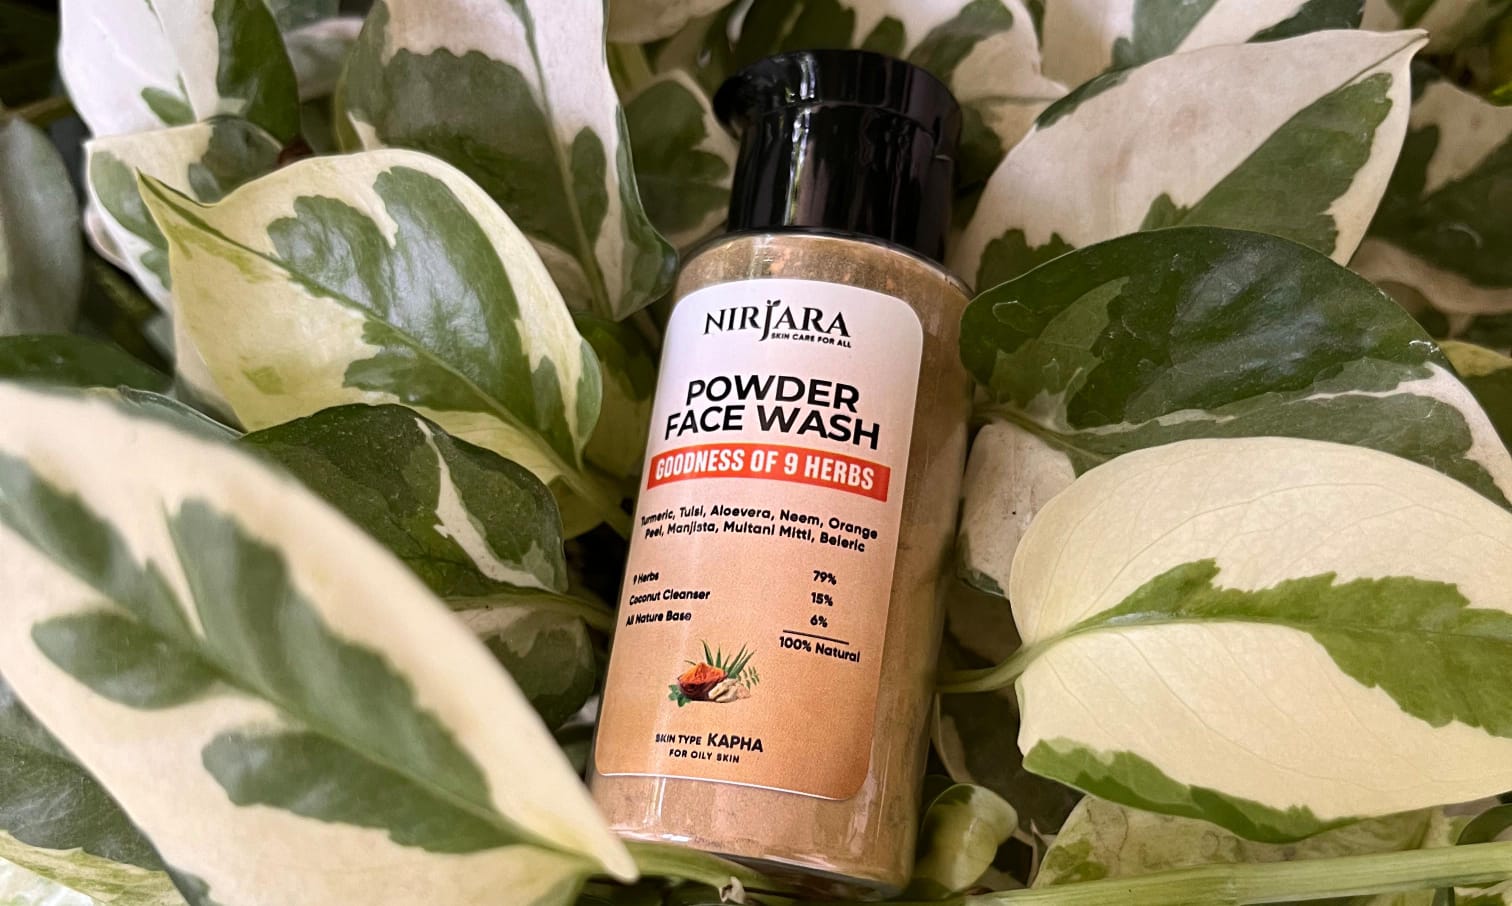 NIRJARA
SKIN CARE FOR ALL
POWDER
FACE WASH
GOODNESS OF 9 HERBS
Turmeric, Tulsi, Aloevera, Neem, Orange
Peel, Manjista, Multani Mitti, Beleric
9 Herbs 79%
Coconut Cleanser 15%
All Nature Base 6%
100% Natural
SKIN TYPE KAPHA
FOR OILY SKIN